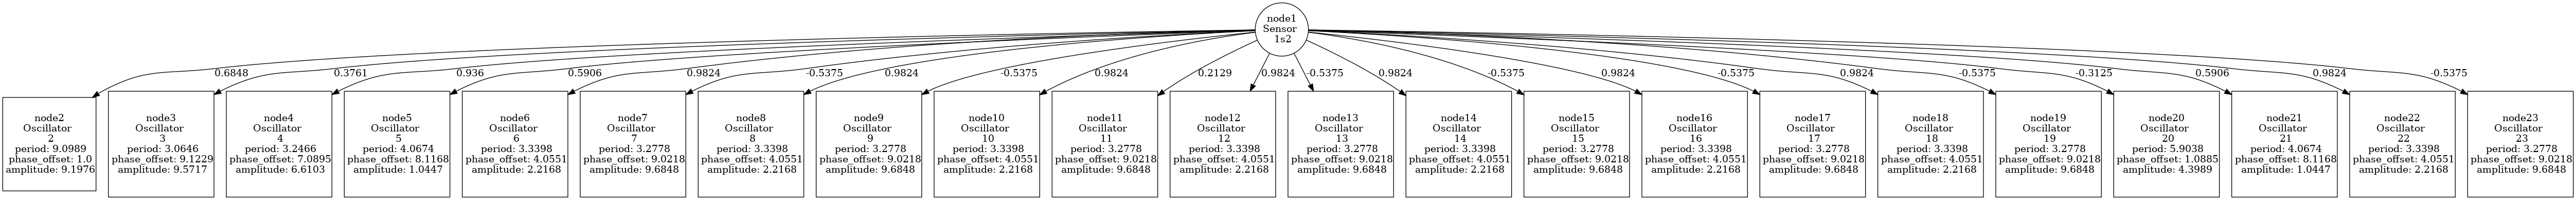 node1
Sensor
1s2
0.6848
0.3761
0.936
0.5906
0.9824
-0.5375
0.9824
-0.5375
0.9824
0.2129
0.9824
-0.5375
0.9824
-0.5375
0.9824
-0.5375
0.9824
-0.5375
-0.3125
0.5906
0.9824
-0.5375
node2
Oscillator
2
period: 9.0989
phase_offset: 1.0
amplitude: 9.1976
node3
Oscillator
3
period: 3.0646
phase_offset: 9.1229
amplitude: 9.5717
node4
Oscillator
4
period: 3.2466
phase_offset: 7.0895
amplitude: 6.6103
node5
Oscillator
5
period: 4.0674
phase_offset: 8.1168
amplitude: 1.0447
node6
Oscillator
6
period: 3.3398
phase_offset: 4.0551
amplitude: 2.2168
node7
Oscillator
7
period: 3.2778
phase_offset: 9.0218
amplitude: 9.6848
node8
Oscillator
8
period: 3.3398
phase_offset: 4.0551
amplitude: 2.2168
node9
Oscillator
9
period: 3.2778
phase_offset: 9.0218
amplitude: 9.6848
node10
Oscillator
10
period: 3.3398
phase_offset: 4.0551
amplitude: 2.2168
node11
Oscillator
11
period: 3.2778
phase_offset: 9.0218
amplitude: 9.6848
node12
Oscillator
12
period: 3.3398
phase_offset: 4.0551
amplitude: 2.2168
node13
Oscillator
13
period: 3.2778
phase_offset: 9.0218
amplitude: 9.6848
node14
Oscillator
14
period: 3.3398
phase_offset: 4.0551
amplitude: 2.2168
node15
Oscillator
15
period: 3.2778
phase_offset: 9.0218
amplitude: 9.6848
node16
Oscillator
16
period: 3.3398
phase_offset: 4.0551
amplitude: 2.2168
node17
Oscillator
17
period: 3.2778
phase_offset: 9.0218
amplitude: 9.6848
node18
Oscillator
18
period: 3.3398
phase_offset: 4.0551
amplitude: 2.2168
node19
Oscillator
19
period: 3.2778
phase_offset: 9.0218
amplitude: 9.6848
node20
Oscillator
20
period: 5.9038
phase_offset: 1.0885
amplitude: 4.3989
node21
Oscillator
21
period: 4.0674
phase_offset: 8.1168
amplitude: 1.0447
node22
Oscillator
22
period: 3.3398
phase_offset: 4.0551
amplitude: 2.2168
node23
Oscillator
23
period: 3.2778
phase_offset: 9.0218
amplitude: 9.6848